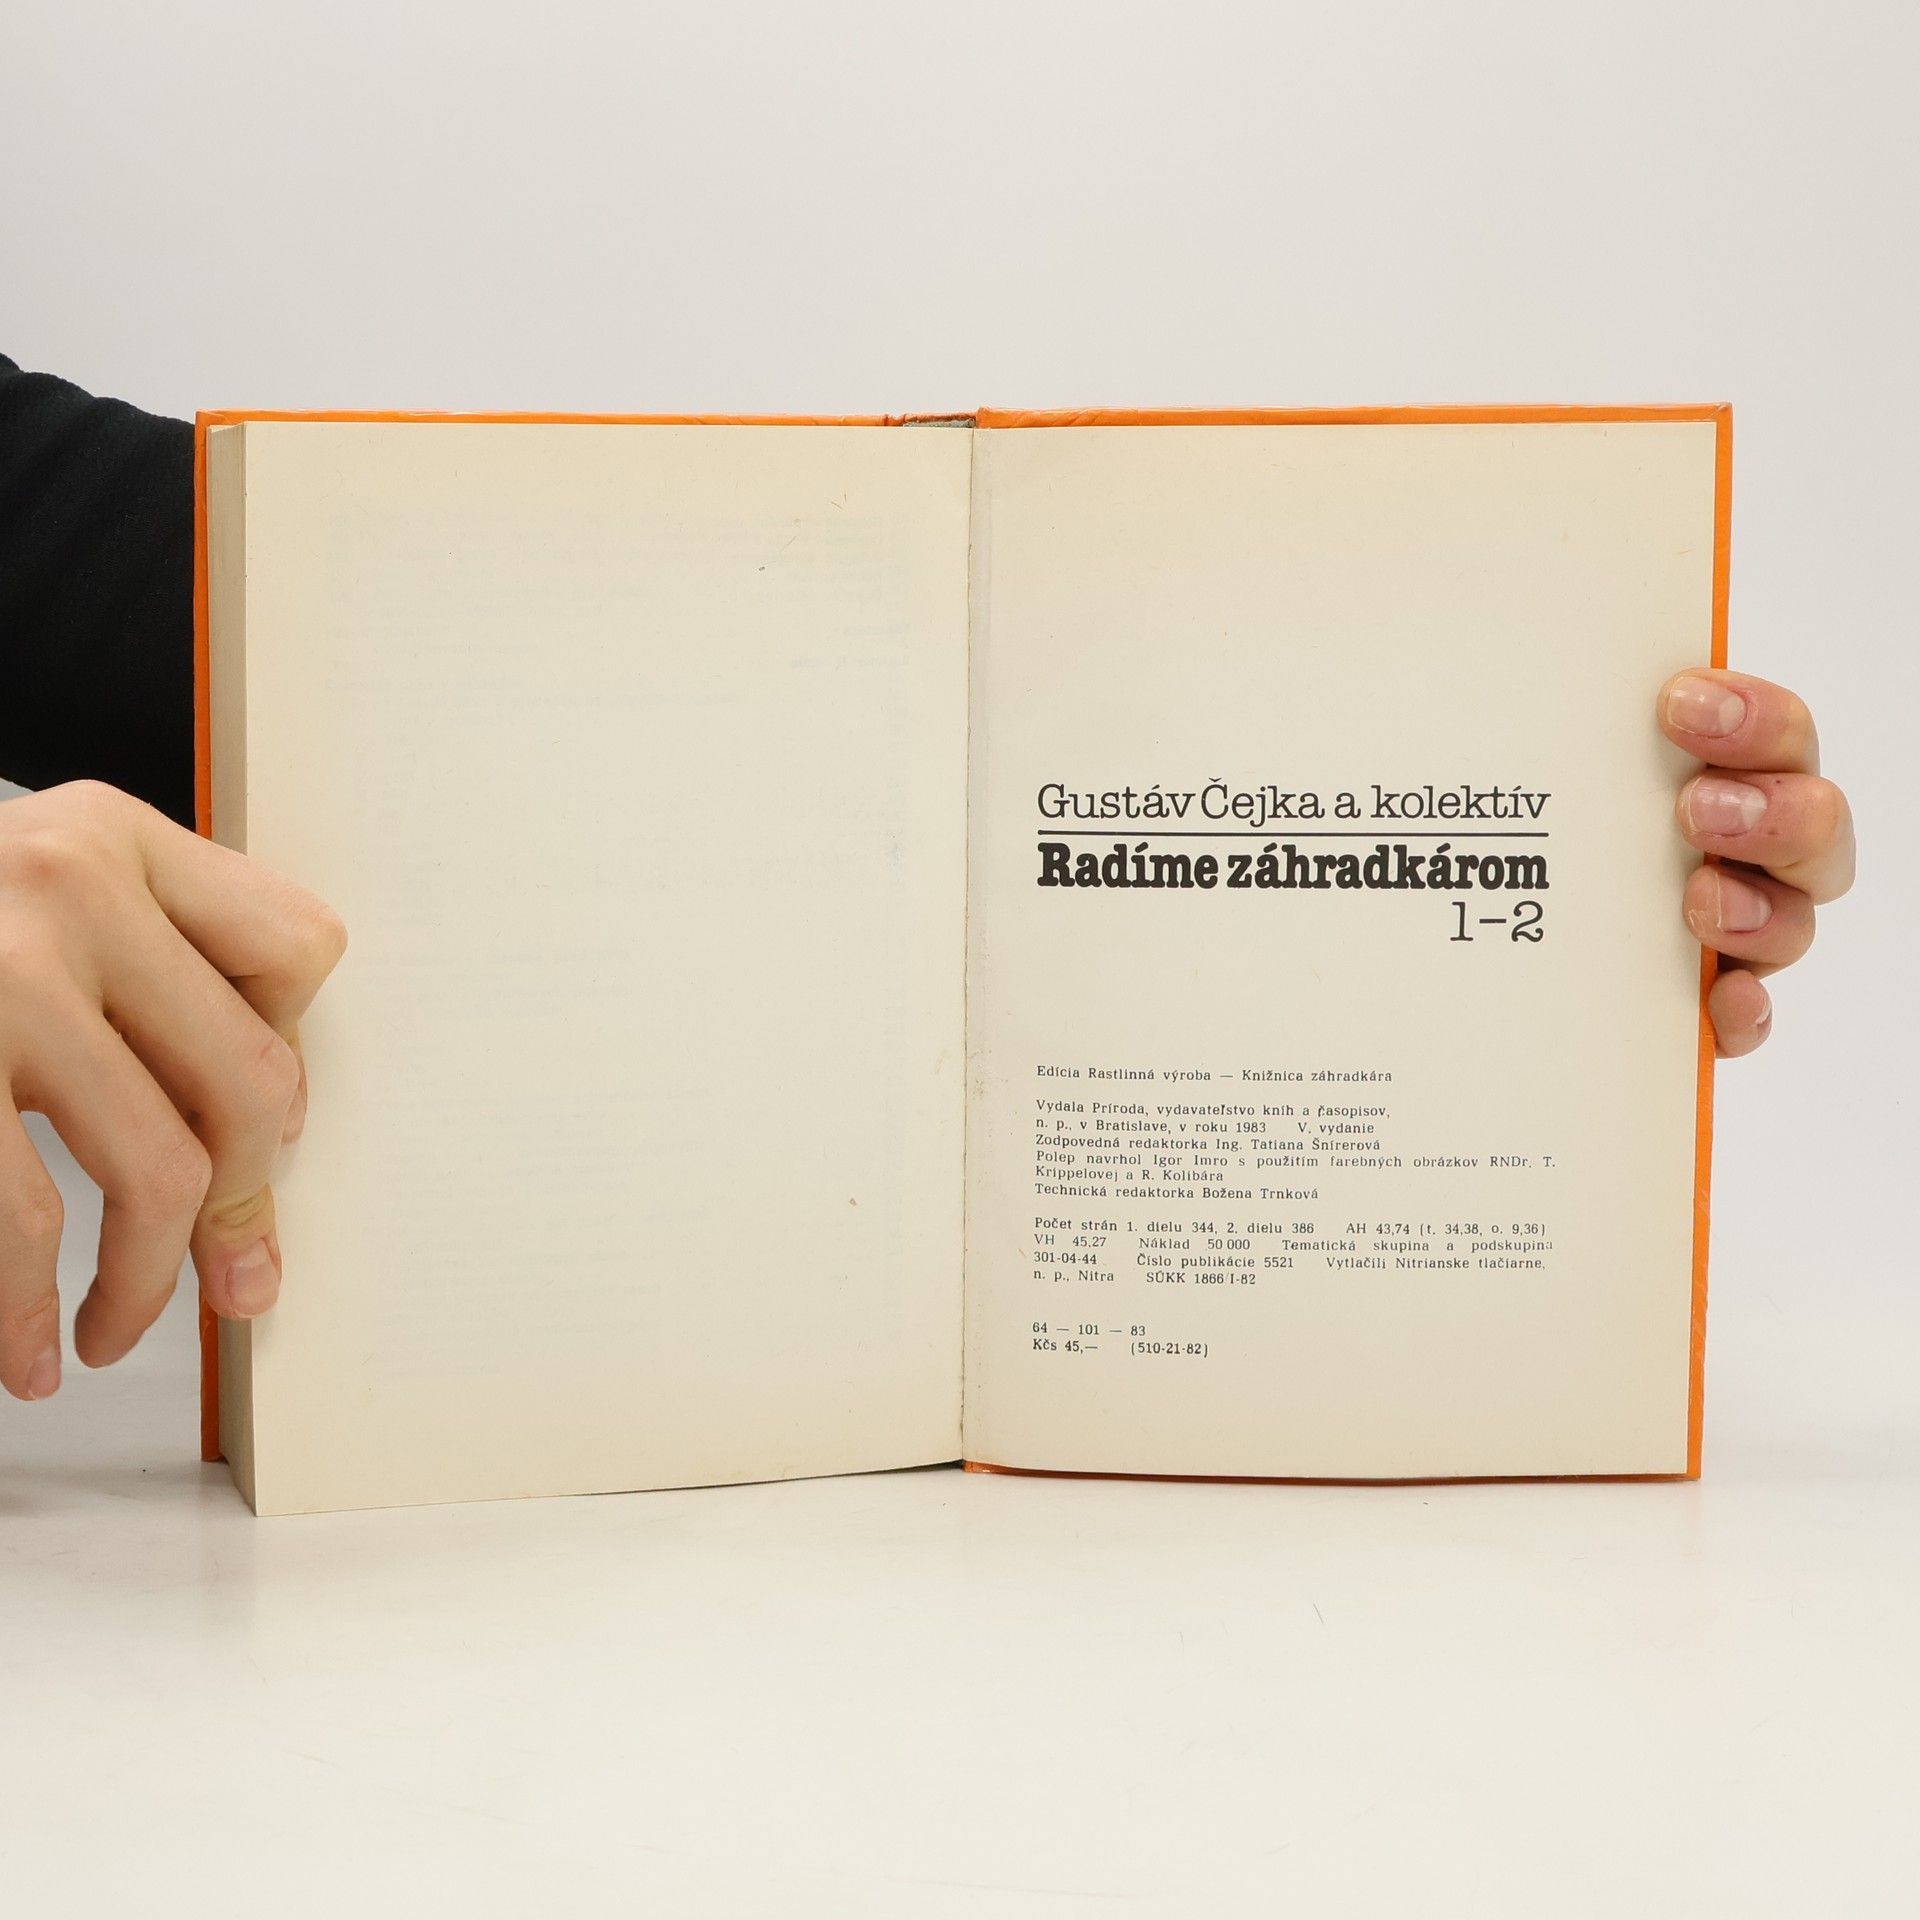 Gustáv Čejka a kolektív
Radíme záhradkárom
1–2
Edícia Rastlinná výroba — Knižnica záhradkára
Vydala Príroda, vydavateľstvo kníh a časopisov,
n. p., v Bratislave, v roku 1983 V. vydanie
Zodpovedná redaktorka Ing. Tatiana Šnírerová
Polep navrhol Igor Imro s použitím farebných obrázkov RNDr. T.
Krippelovej a R. Kolibára
Technická redaktorka Božena Trnková
Počet strán 1. dielu 344, 2. dielu 386 AH 43,74 (t. 34,38, o. 9,36)
VH 45,27 Náklad 50 000 Tematická skupina a podskupina
301-04-44 Číslo publikácie 5521 Vytlačili Nitrianske tlačiarne,
n. p., Nitra SÚKK 1866/I-82
64 — 101 — 83
Kčs 45,— (510-21-82)